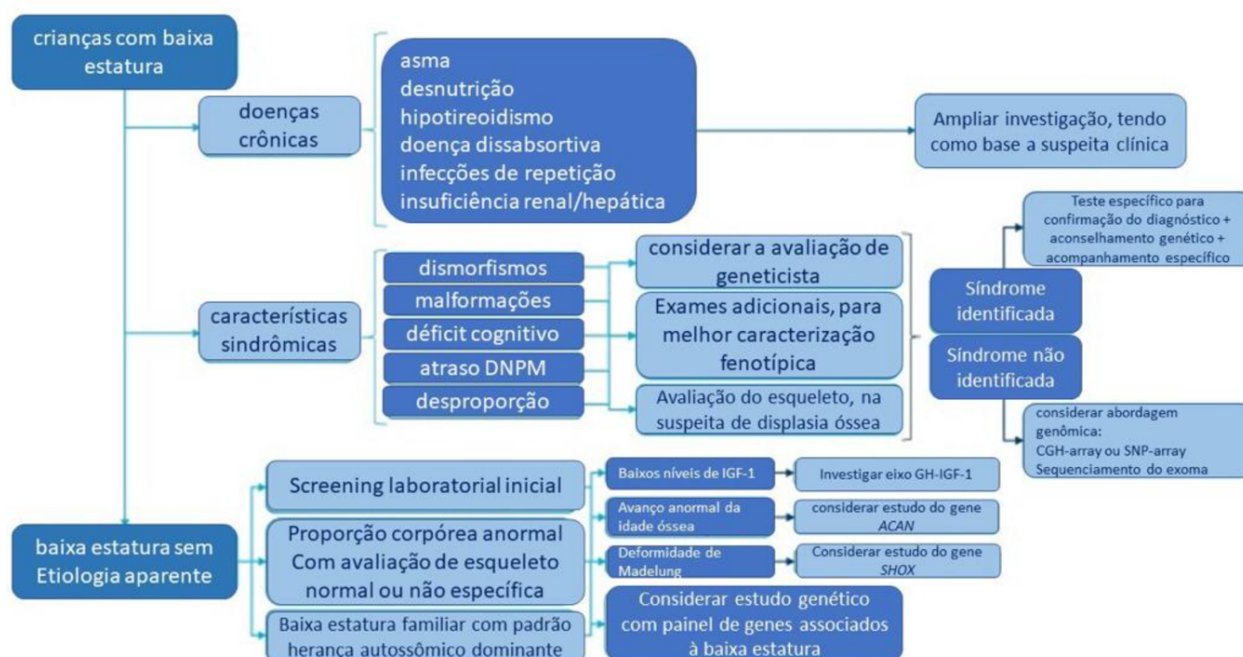 crianças com baixa
estatura
doenças
crônicas
asma
desnutrição
hipotireoidismo
doença dissabsortiva
infecções de repetição
insuficiência renal/hepática
Ampliar investigação, tendo
como base a suspeita clínica
características
sindrômicas
dismorfismos
malformações
déficit cognitivo
atraso DNPM
desproporção
considerar a avaliação de
geneticista
Exames adicionais, para
melhor caracterização
fenotípica
Avaliação do esqueleto, na
suspeita de displasia óssea
Síndrome
identificada
Teste específico para
confirmação do diagnóstico +
aconselhamento genético +
acompanhamento específico
Síndrome não
identificada
considerar abordagem
genômica:
CGH-array ou SNP-array
Sequenciamento do exoma
baixa estatura sem
Etiologia aparente
Screening laboratorial inicial
Proporção corpórea anormal
Com avaliação de esqueleto
normal ou não específica
Baixa estatura familiar com padrão
herança autossômico dominante
Baixos níveis de IGF-1
Investigar eixo GH-IGF-1
Avanço anormal da
idade óssea
considerar estudo do gene
ACAN
Deformidade de
Madelung
Considerar estudo do gene
SHOX
Considerar estudo genético
com painel de genes associados
à baixa estatura